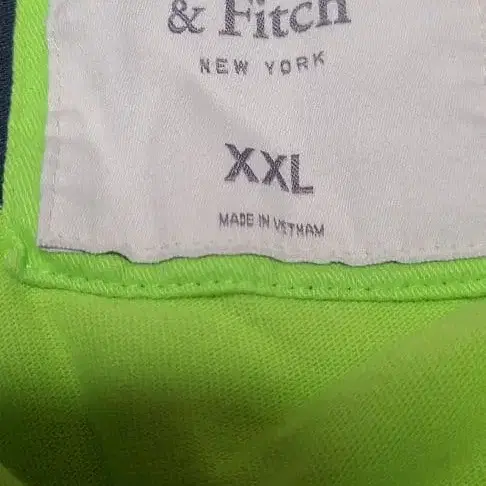 & Fitch
NEW YORK
XXL
MADE IN VIETNAM